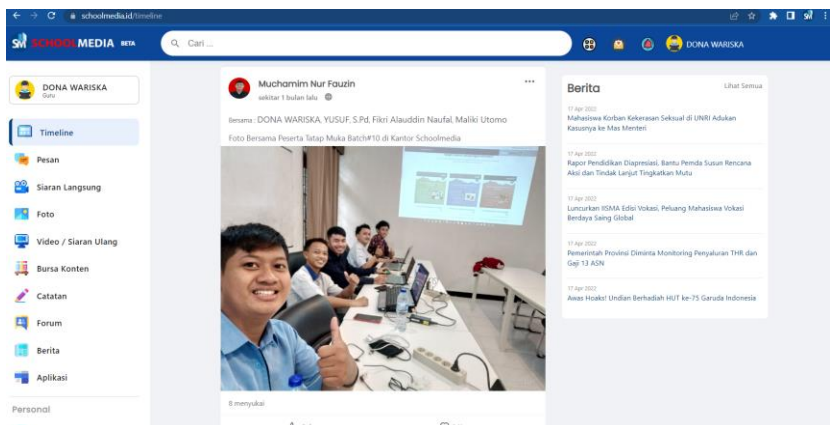 schoolmedia.id/timeline
SM SCHOOLMEDIA BETA
Cari ...
DONA WARISKA
DONA WARISKA
Guru
Timeline
Pesan
Siaran Langsung
Foto
Video / Siaran Ulang
Bursa Konten
Catatan
Forum
Berita
Aplikasi
Personal
Muchamim Nur Fauzin
sekitar 1 bulan lalu
Bersama : DONA WARISKA, YUSUF, S.Pd, Fikri Alauddin Naufal, Maliki Utomo
Foto Bersama Peserta Tatap Muka Batch#10 di Kantor Schoolmedia
8 menyukai
Berita
Lihat Semua
17 Apr 2022
Mahasiswa Korban Kekerasan Seksual di UNRI Adukan
Kasusnya ke Mas Menteri
17 Apr 2022
Rapor Pendidikan Diapresiasi, Bantu Pemda Susun Rencana
Aksi dan Tindak Lanjut Tingkatkan Mutu
17 Apr 2022
Luncurkan IISMA Edisi Vokasi, Peluang Mahasiswa Vokasi
Berdaya Saing Global
17 Apr 2022
Pemerintah Provinsi Diminta Monitoring Penyaluran THR dan
Gaji 13 ASN
17 Apr 2022
Awas Hoaks! Undian Berhadiah HUT ke-75 Garuda Indonesia